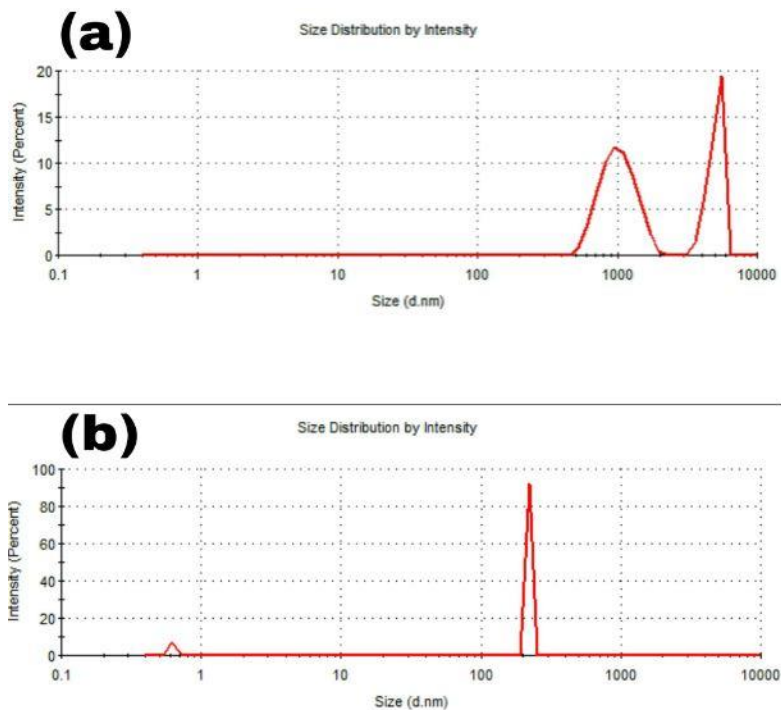 (a)
Size Distribution by Intensity
Intensity (Percent)
20
15
10
5
0
0.1 1 10 100 1000 10000
Size (d.nm)
(b)
Size Distribution by Intensity
Intensity (Percent)
100
80
60
40
20
0
0.1 1 10 100 1000 10000
Size (d.nm)